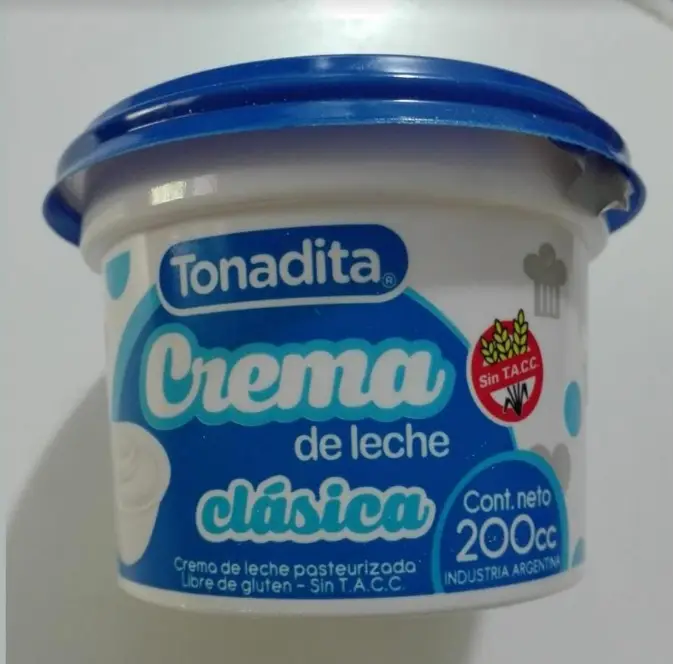 Tonadita®
Crema
de leche
clásica
Sin T.A.C.C.
Cont. neto
200cc
INDUSTRIA ARGENTINA
Crema de leche pasteurizada
Libre de gluten - Sin T.A.C.C.